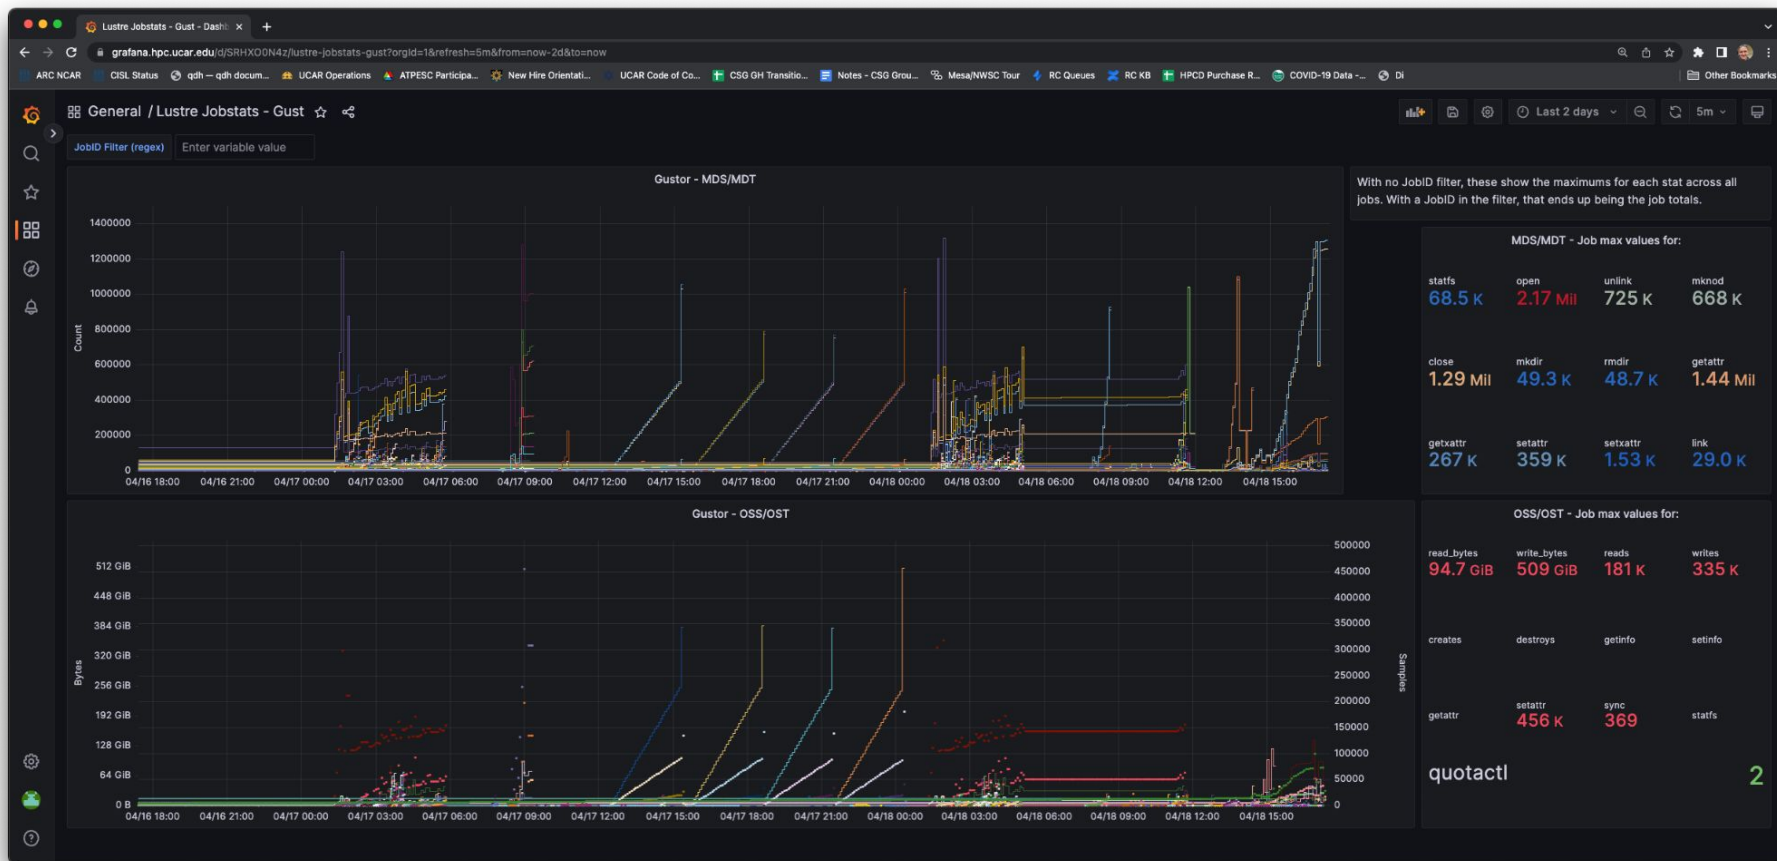 Lustre Jobstats - Gust - Dashb
grafana.hpc.ucar.edu/d/SRHXO0N4z/lustre-jobstats-gust?orgId=1&refresh=5m&from=now-2d&to=now
ARC NCAR CISL Status qdh — qdh docum... UCAR Operations ATPESC Participa... New Hire Orientati... UCAR Code of Co... CSG GH Transitio... Notes - CSG Grou... Mesa/NWSC Tour RC Queues RC KB HPCD Purchase R... COVID-19 Data -... Di Other Bookmarks
General / Lustre Jobstats - Gust
Last 2 days
5m
JobID Filter (regex) Enter variable value
Gustor - MDS/MDT
Count
1400000
1200000
1000000
800000
600000
400000
200000
0
04/16 18:00 04/16 21:00 04/17 00:00 04/17 03:00 04/17 06:00 04/17 09:00 04/17 12:00 04/17 15:00 04/17 18:00 04/17 21:00 04/18 00:00 04/18 03:00 04/18 06:00 04/18 09:00 04/18 12:00 04/18 15:00
With no JobID filter, these show the maximums for each stat across all
jobs. With a JobID in the filter, that ends up being the job totals.
MDS/MDT - Job max values for:
statfs open unlink mknod
68.5 K 2.17 Mil 725 K 668 K
close mkdir rmdir getattr
1.29 Mil 49.3 K 48.7 K 1.44 Mil
getxattr setattr setxattr link
267 K 359 K 1.53 K 29.0 K
Gustor - OSS/OST
Bytes
512 GiB
448 GiB
384 GiB
320 GiB
256 GiB
192 GiB
128 GiB
64 GiB
0 B
500000
450000
400000
350000
300000
250000
200000
150000
100000
50000
0
Samples
04/16 18:00 04/16 21:00 04/17 00:00 04/17 03:00 04/17 06:00 04/17 09:00 04/17 12:00 04/17 15:00 04/17 18:00 04/17 21:00 04/18 00:00 04/18 03:00 04/18 06:00 04/18 09:00 04/18 12:00 04/18 15:00
OSS/OST - Job max values for:
read_bytes write_bytes reads writes
94.7 GiB 509 GiB 181 K 335 K
creates destroys getinfo setinfo
getattr setattr sync statfs
456 K 369
quotactl 2